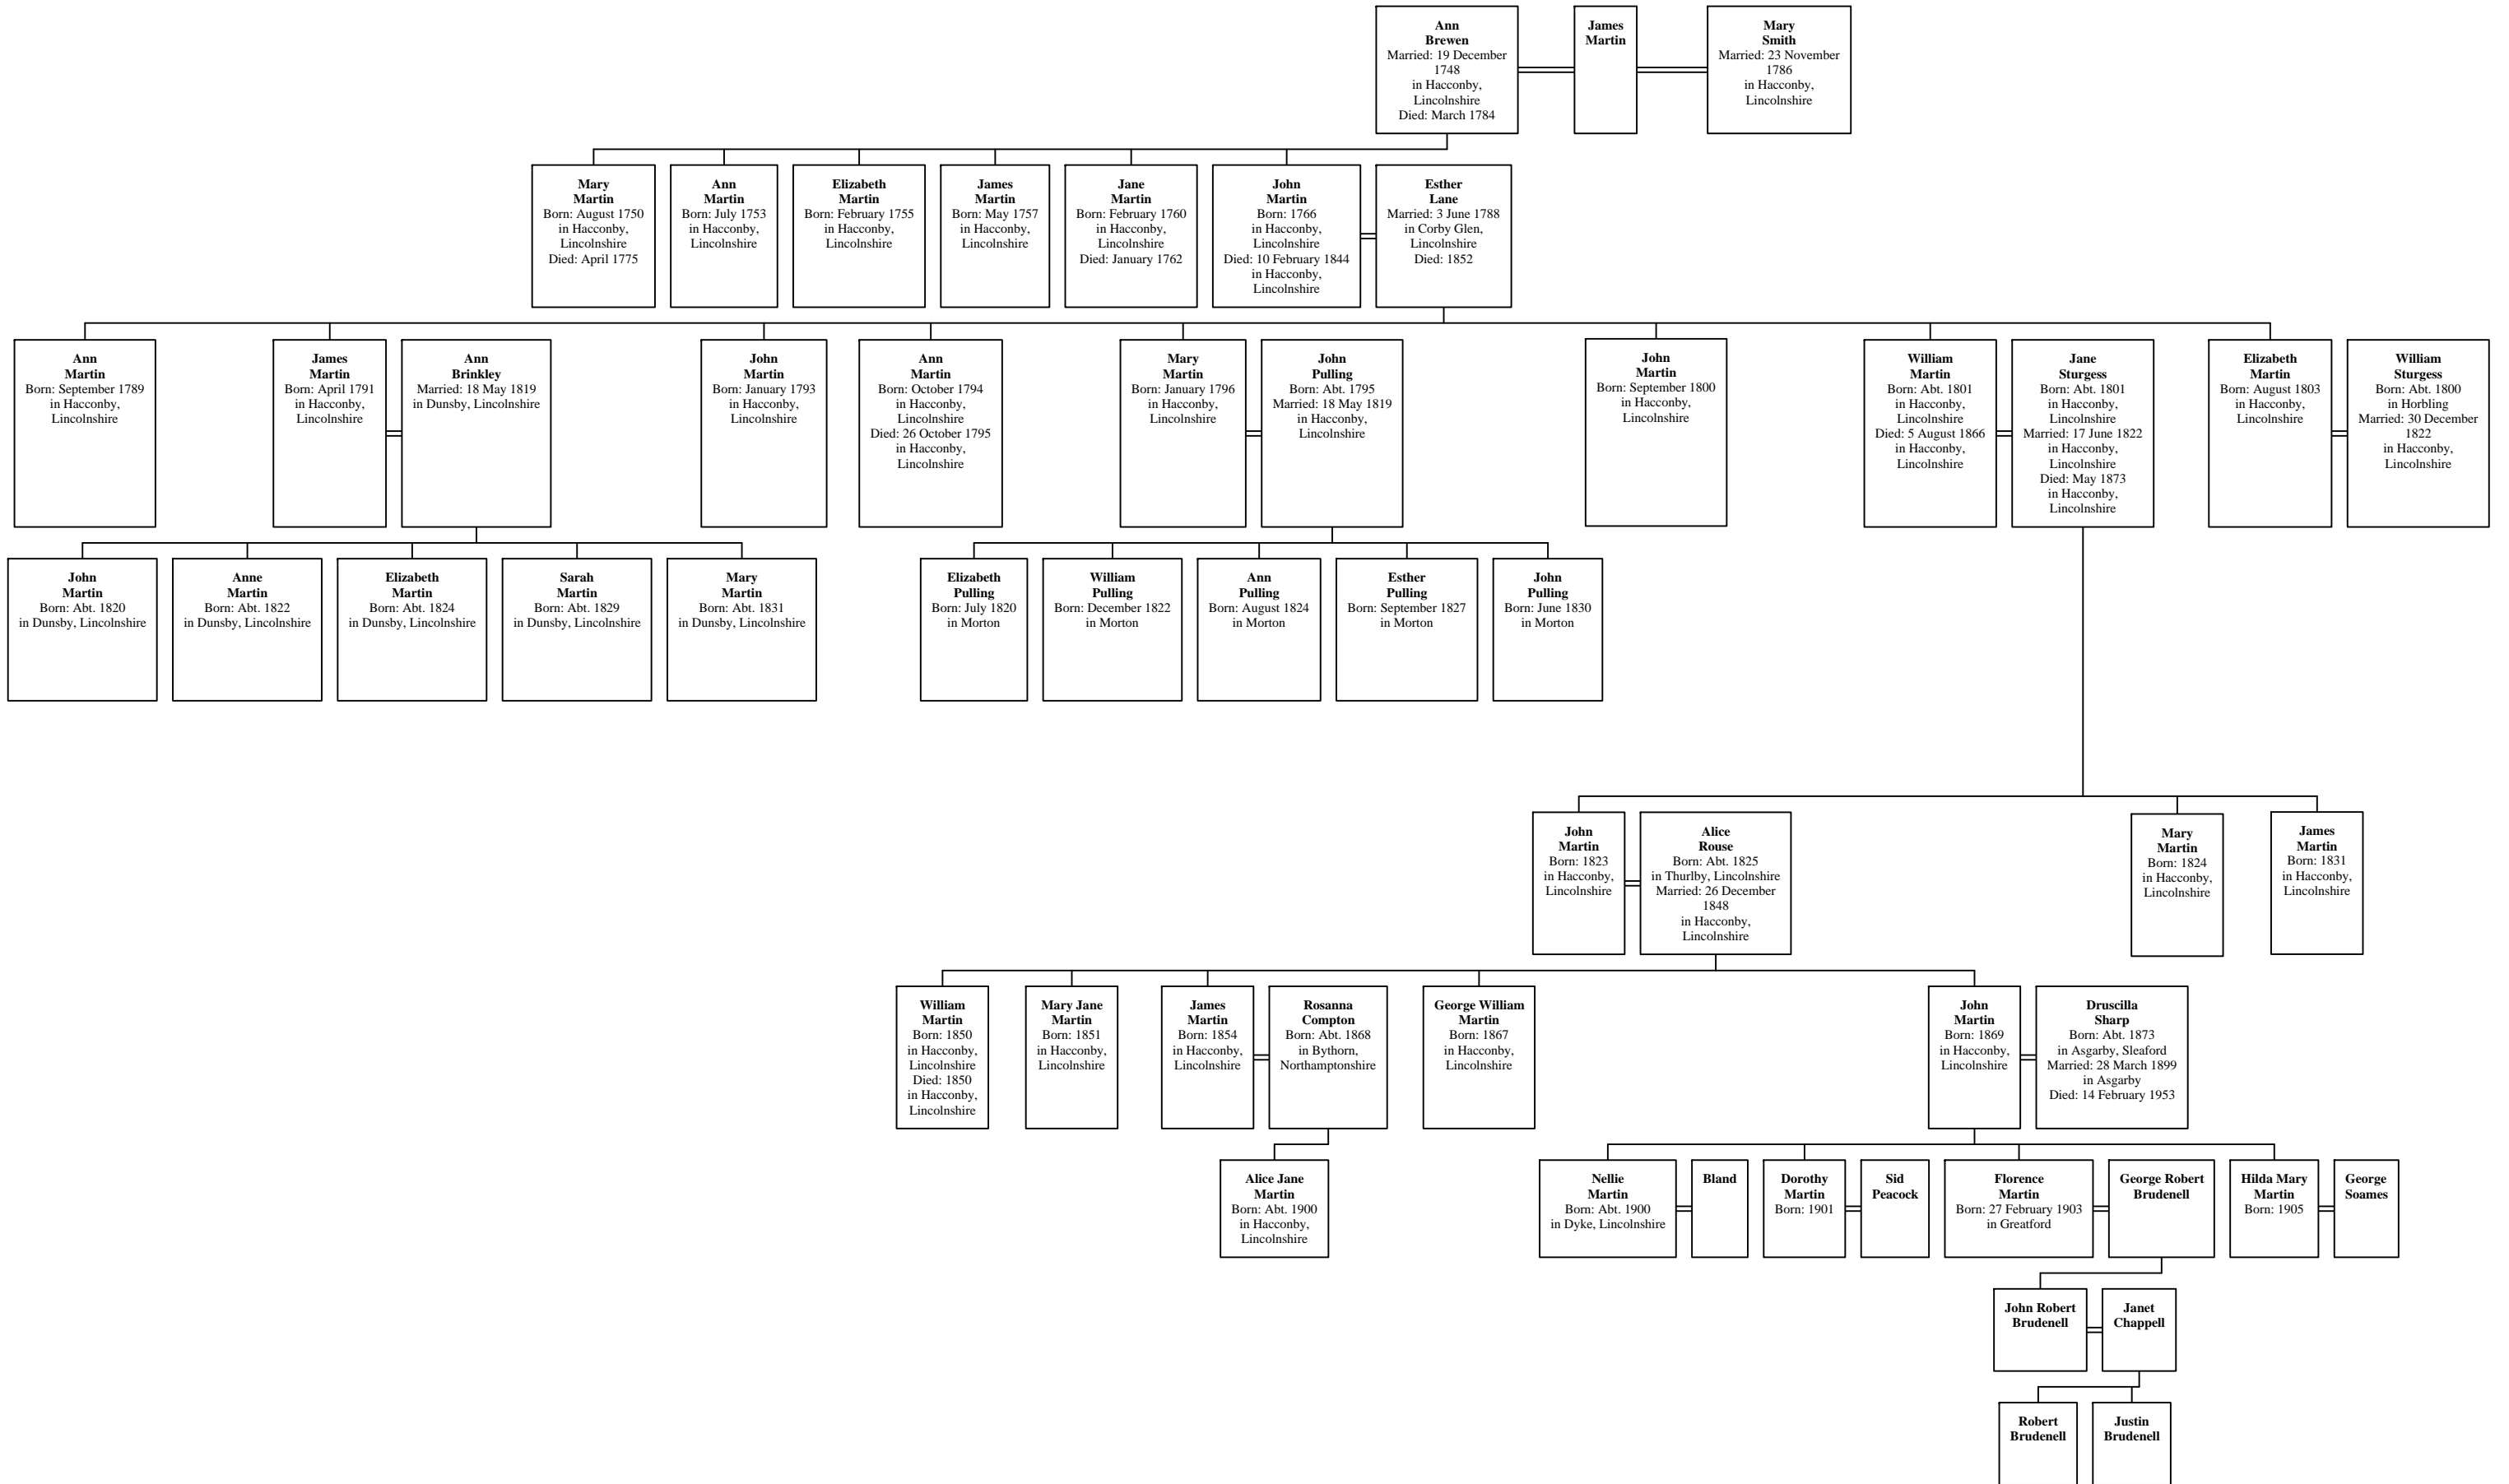 Ann
Brewen
Married: 19 December
1748
in Hacconby,
Lincolnshire
Died: March 1784
James
Martin
Mary
Smith
Married: 23 November
1786
in Hacconby,
Lincolnshire
Mary
Martin
Born: August 1750
in Hacconby,
Lincolnshire
Died: April 1775
Ann
Martin
Born: July 1753
in Hacconby,
Lincolnshire
Elizabeth
Martin
Born: February 1755
in Hacconby,
Lincolnshire
James
Martin
Born: May 1757
in Hacconby,
Lincolnshire
Jane
Martin
Born: February 1760
in Hacconby,
Lincolnshire
Died: January 1762
John
Martin
Born: 1766
in Hacconby,
Lincolnshire
Died: 10 February 1844
in Hacconby,
Lincolnshire
Esther
Lane
Married: 3 June 1788
in Corby Glen,
Lincolnshire
Died: 1852
Ann
Martin
Born: September 1789
in Hacconby,
Lincolnshire
James
Martin
Born: April 1791
in Hacconby,
Lincolnshire
Ann
Brinkley
Married: 18 May 1819
in Dunsby, Lincolnshire
John
Martin
Born: January 1793
in Hacconby,
Lincolnshire
Ann
Martin
Born: October 1794
in Hacconby,
Lincolnshire
Died: 26 October 1795
in Hacconby,
Lincolnshire
Mary
Martin
Born: January 1796
in Hacconby,
Lincolnshire
John
Pulling
Born: Abt. 1795
Married: 18 May 1819
in Hacconby,
Lincolnshire
John
Martin
Born: September 1800
in Hacconby,
Lincolnshire
William
Martin
Born: Abt. 1801
in Hacconby,
Lincolnshire
Died: 5 August 1866
in Hacconby,
Lincolnshire
Jane
Sturgess
Born: Abt. 1801
in Hacconby,
Lincolnshire
Married: 17 June 1822
in Hacconby,
Lincolnshire
Died: May 1873
in Hacconby,
Lincolnshire
Elizabeth
Martin
Born: August 1803
in Hacconby,
Lincolnshire
William
Sturgess
Born: Abt. 1800
in Horbling
Married: 30 December
1822
in Hacconby,
Lincolnshire
John
Martin
Born: Abt. 1820
in Dunsby, Lincolnshire
Anne
Martin
Born: Abt. 1822
in Dunsby, Lincolnshire
Elizabeth
Martin
Born: Abt. 1824
in Dunsby, Lincolnshire
Sarah
Martin
Born: Abt. 1829
in Dunsby, Lincolnshire
Mary
Martin
Born: Abt. 1831
in Dunsby, Lincolnshire
Elizabeth
Pulling
Born: July 1820
in Morton
William
Pulling
Born: December 1822
in Morton
Ann
Pulling
Born: August 1824
in Morton
Esther
Pulling
Born: September 1827
in Morton
John
Pulling
Born: June 1830
in Morton
John
Martin
Born: 1823
in Hacconby,
Lincolnshire
Alice
Rouse
Born: Abt. 1825
in Thurlby, Lincolnshire
Married: 26 December
1848
in Hacconby,
Lincolnshire
Mary
Martin
Born: 1824
in Hacconby,
Lincolnshire
James
Martin
Born: 1831
in Hacconby,
Lincolnshire
William
Martin
Born: 1850
in Hacconby,
Lincolnshire
Died: 1850
in Hacconby,
Lincolnshire
Mary Jane
Martin
Born: 1851
in Hacconby,
Lincolnshire
James
Martin
Born: 1854
in Hacconby,
Lincolnshire
Rosanna
Compton
Born: Abt. 1868
in Bythorn,
Northamptonshire
George William
Martin
Born: 1867
in Hacconby,
Lincolnshire
John
Martin
Born: 1869
in Hacconby,
Lincolnshire
Druscilla
Sharp
Born: Abt. 1873
in Asgarby, Sleaford
Married: 28 March 1899
in Asgarby
Died: 14 February 1953
Alice Jane
Martin
Born: Abt. 1900
in Hacconby,
Lincolnshire
Nellie
Martin
Born: Abt. 1900
in Dyke, Lincolnshire
Bland
Dorothy
Martin
Born: 1901
Sid
Peacock
Florence
Martin
Born: 27 February 1903
in Greatford
George Robert
Brudenell
Hilda Mary
Martin
Born: 1905
George
Soames
John Robert
Brudenell
Janet
Chappell
Robert
Brudenell
Justin
Brudenell